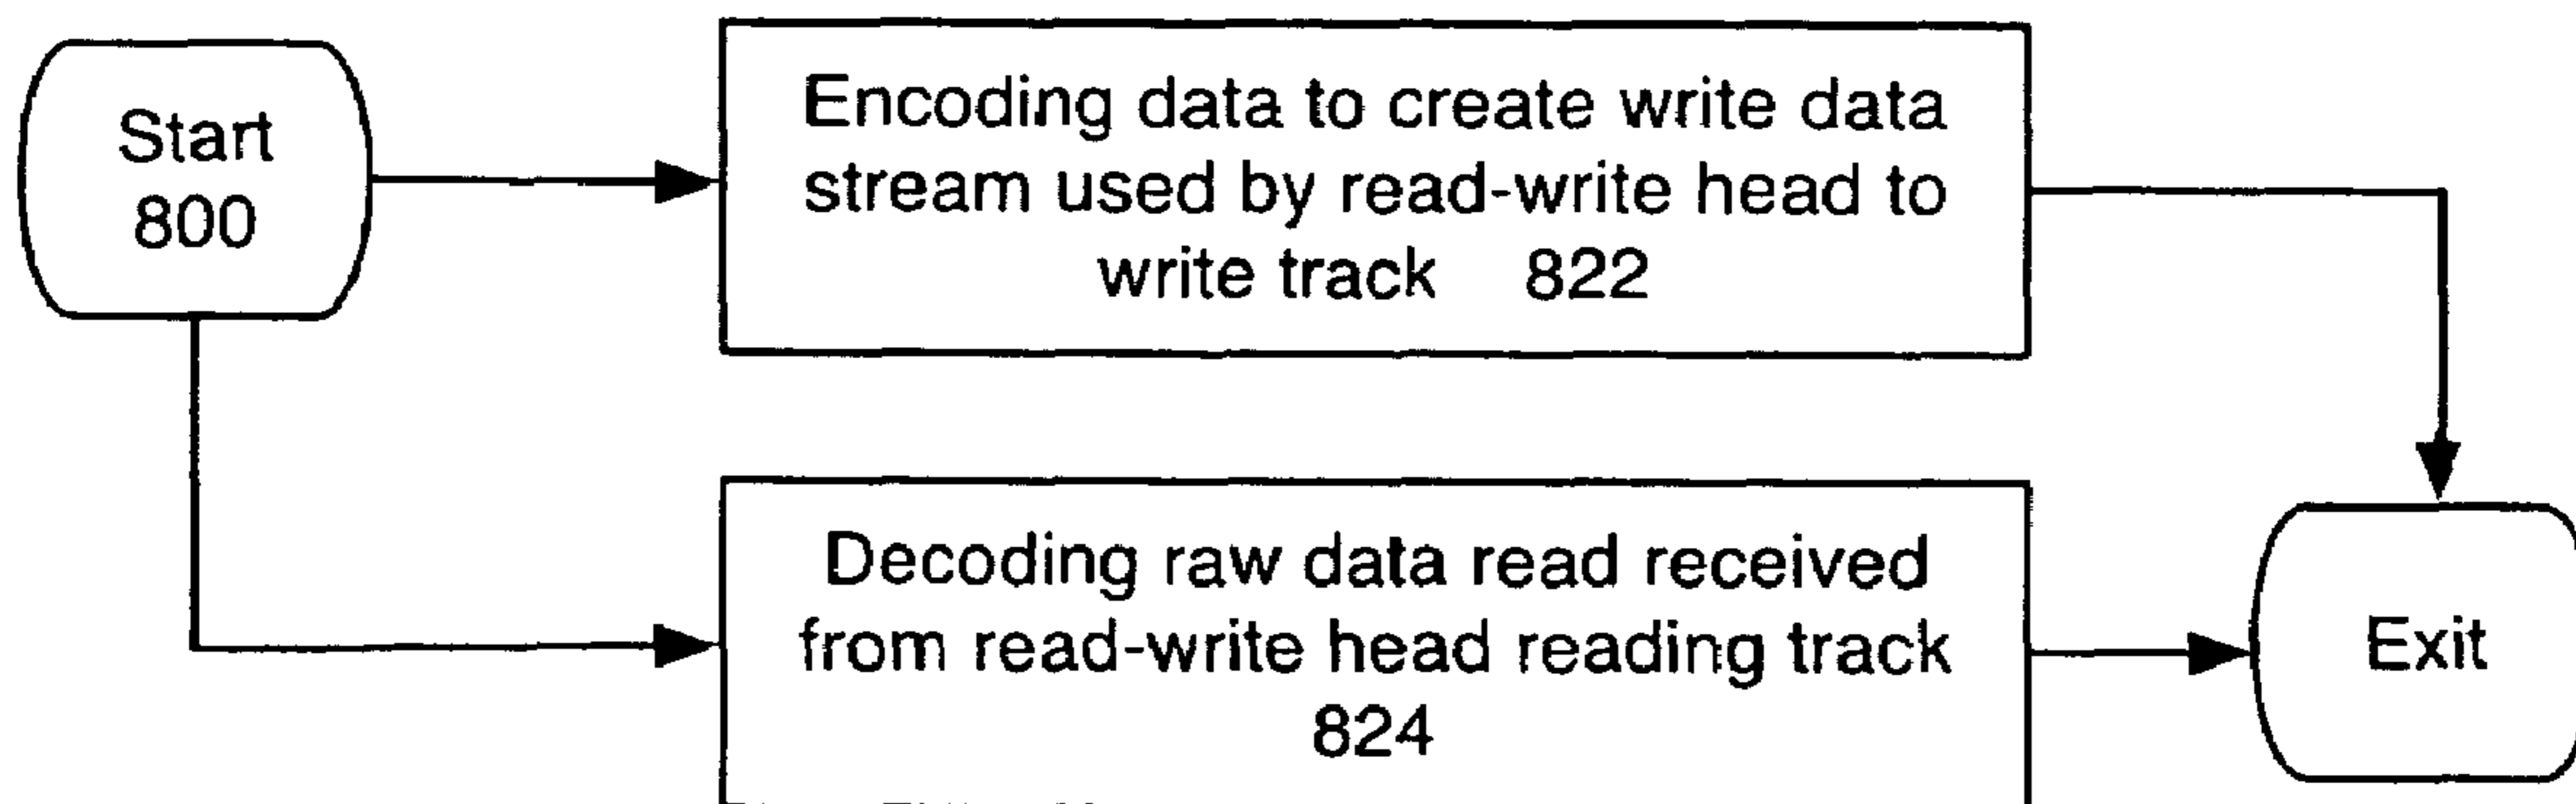 Start
800
Encoding data to create write data
stream used by read-write head to
write track 822
Decoding raw data read received
from read-write head reading track
824
Exit